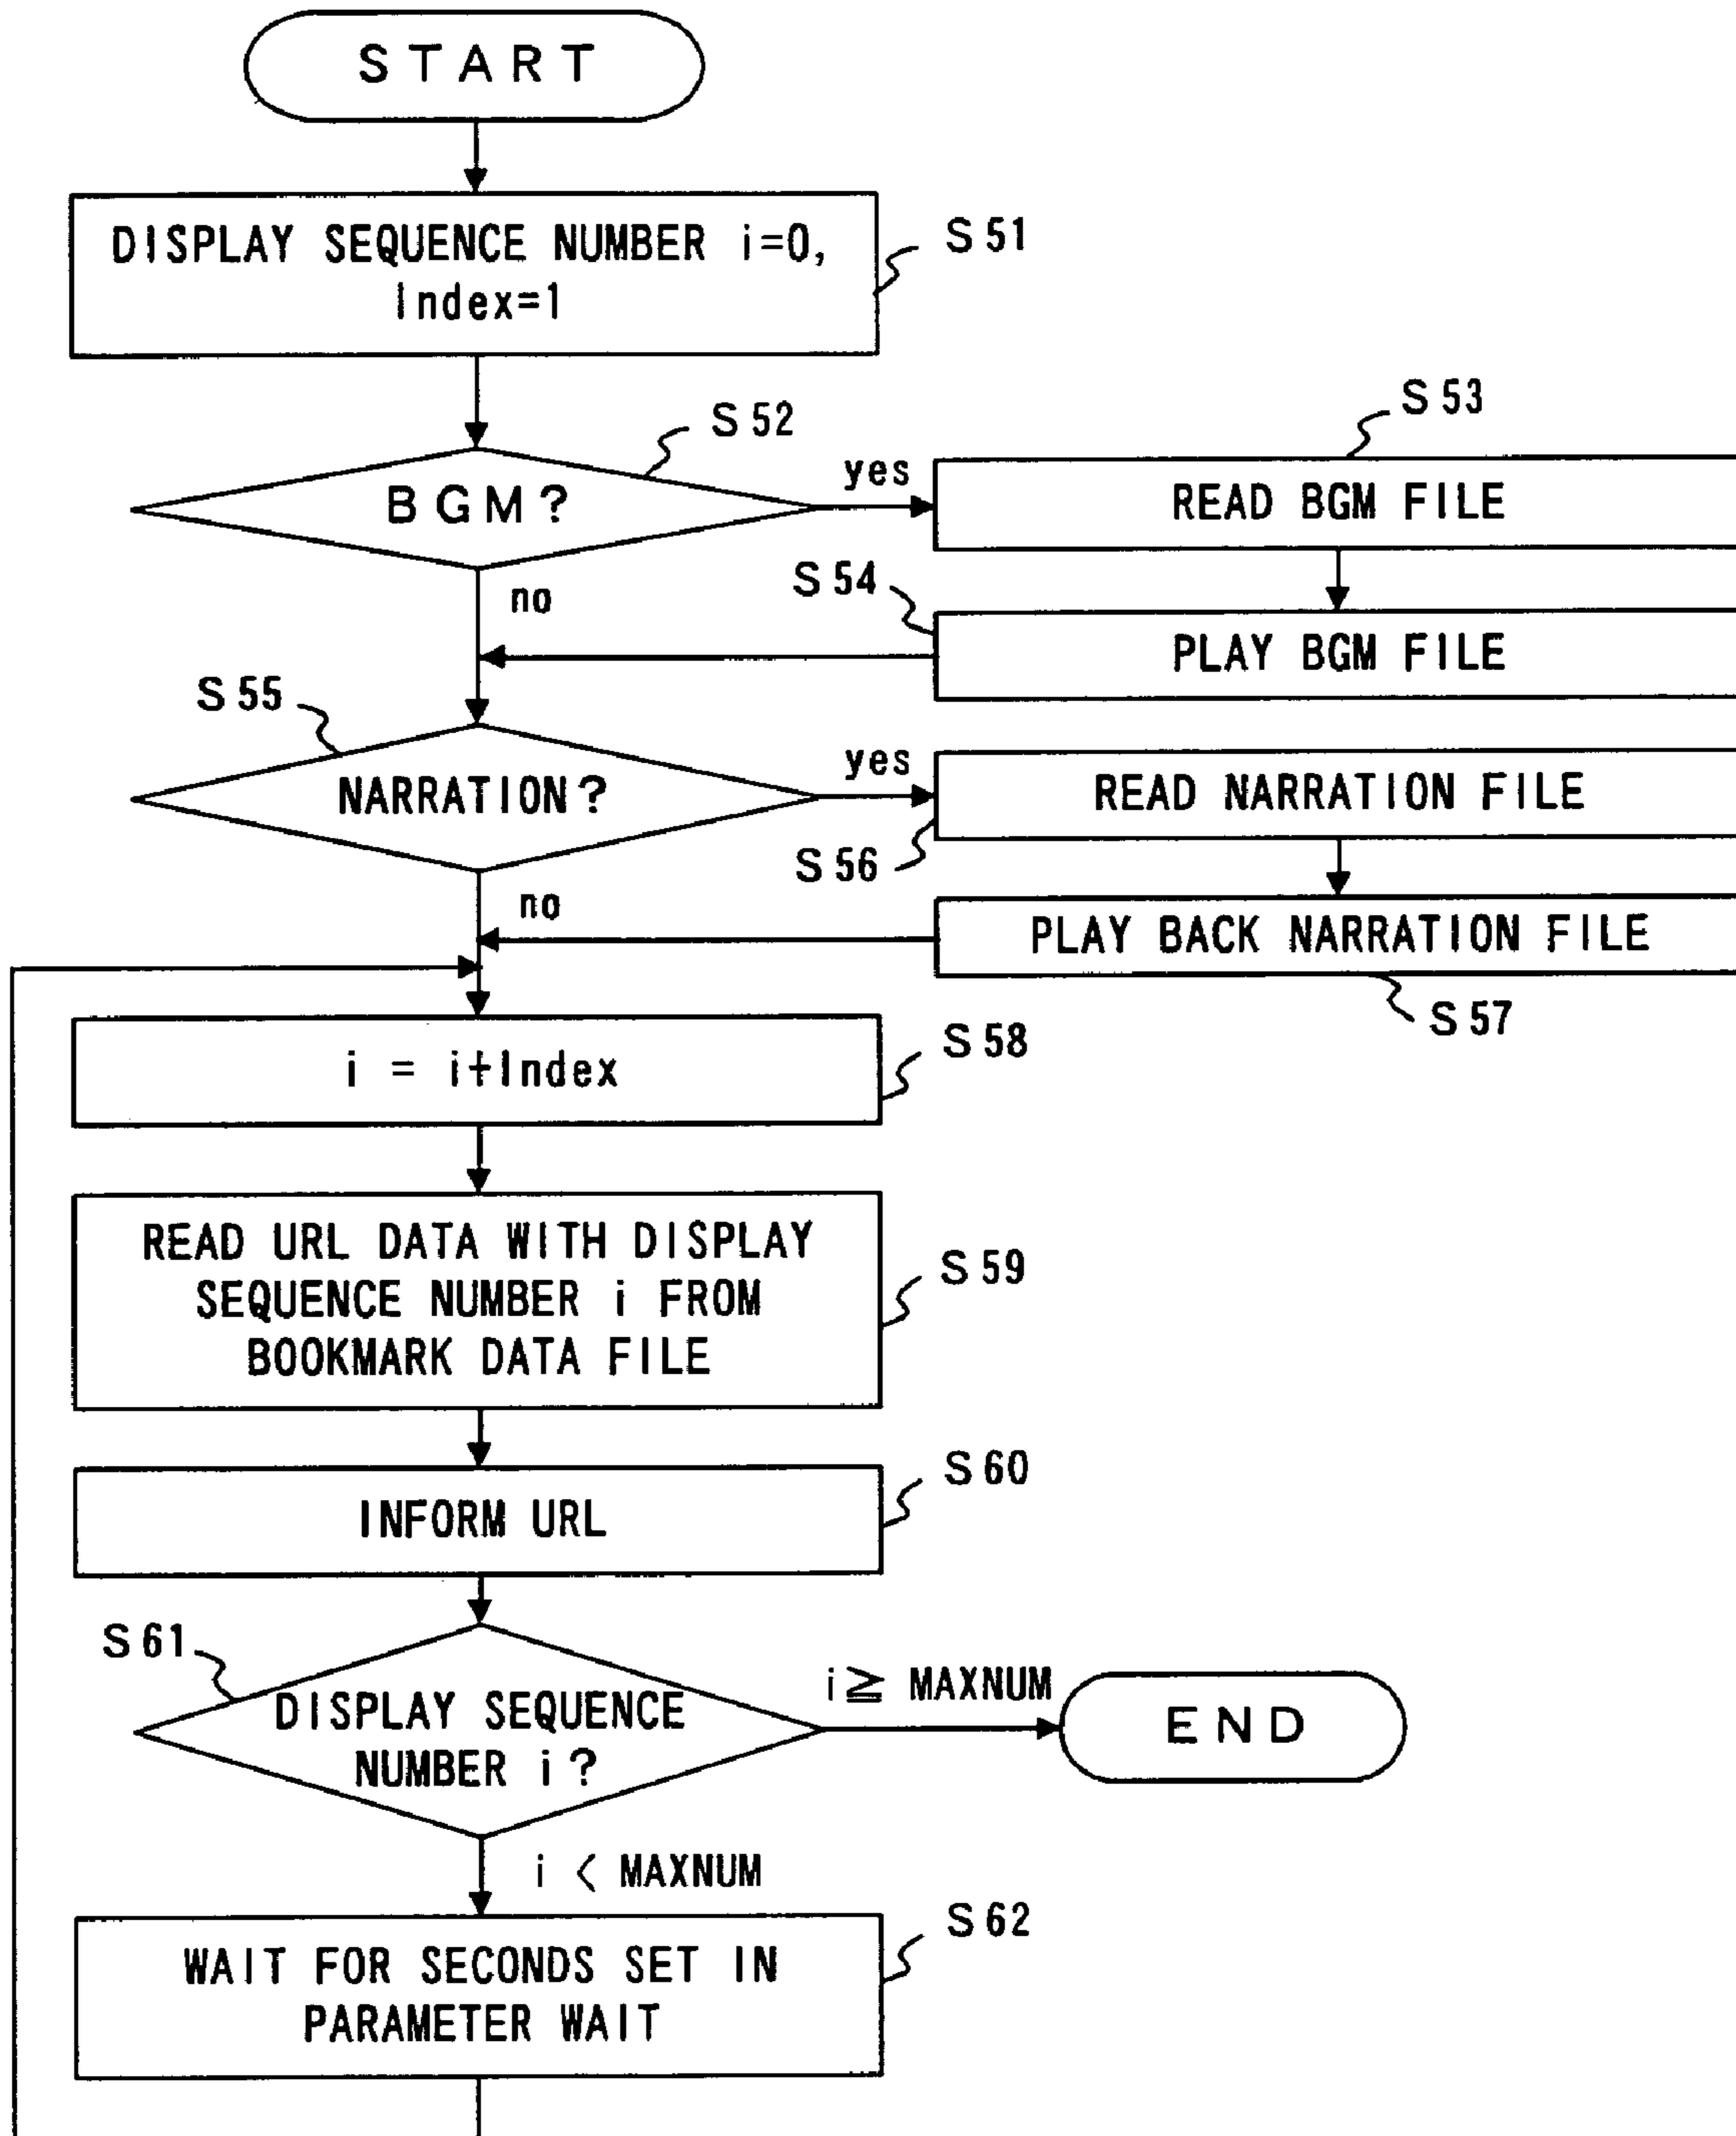 START
DISPLAY SEQUENCE NUMBER i=0,
Index=1
S51
S52
BGM?
yes
no
S53
READ BGM FILE
S54
PLAY BGM FILE
S55
NARRATION?
yes
no
READ NARRATION FILE
S56
PLAY BACK NARRATION FILE
S57
i = i+Index
S58
READ URL DATA WITH DISPLAY
SEQUENCE NUMBER i FROM
BOOKMARK DATA FILE
S59
INFORM URL
S60
S61
DISPLAY SEQUENCE
NUMBER i?
i≧ MAXNUM
END
i < MAXNUM
WAIT FOR SECONDS SET IN
PARAMETER WAIT
S62